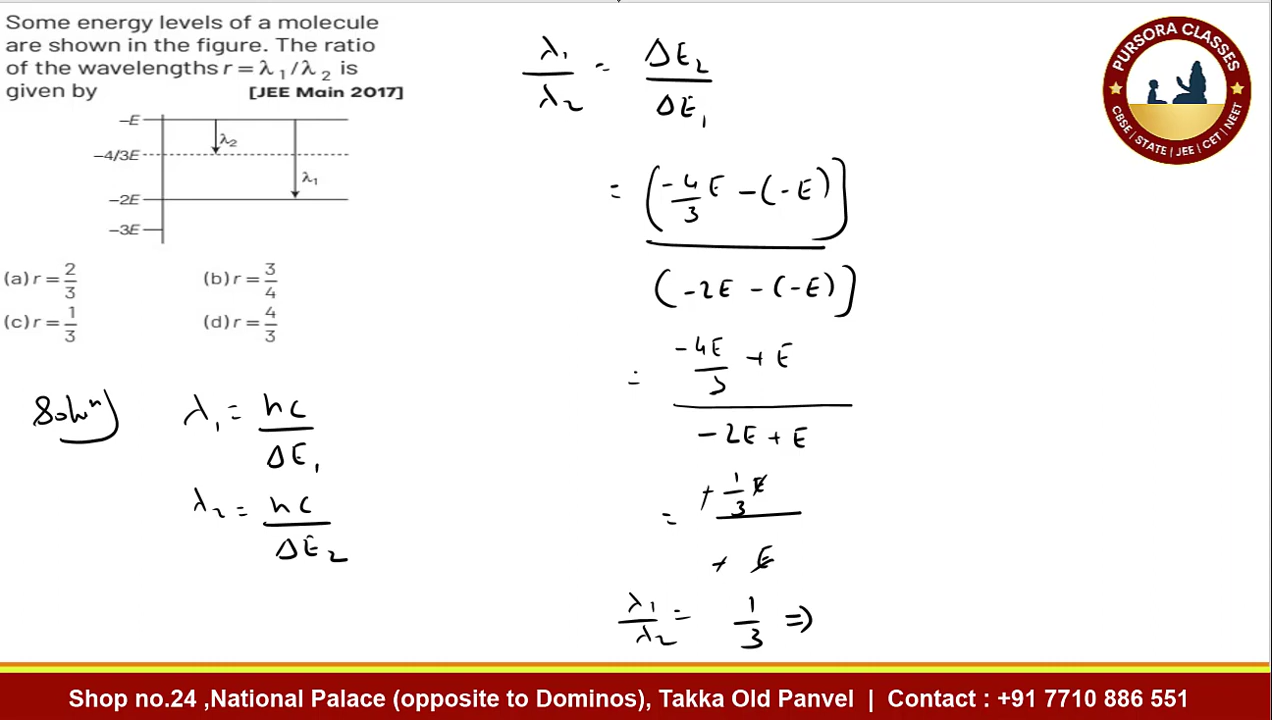 Some energy levels of a molecule
are shown in the figure. The ratio
of the wavelengths r = λ₁/λ₂ is
given by [JEE Main 2017]
–E
λ₂
–4/3E
λ₁
–2E
–3E
(a) r = 2/3 (b) r = 3/4
(c) r = 1/3 (d) r = 4/3
Solⁿ) λ₁ = hc/ΔE₁
λ₂ = hc/ΔE₂
λ₁/λ₂ = ΔE₂/ΔE₁
= (-4/3 E - (-E)) / (-2E - (-E))
= (-4E/3 + E) / (-2E + E)
= (+ 1/3 E) / (+ E)
λ₁/λ₂ = 1/3 ⇒
PURSORA CLASSES
CBSE | STATE | JEE | CET | NEET
Shop no.24 ,National Palace (opposite to Dominos), Takka Old Panvel | Contact : +91 7710 886 551